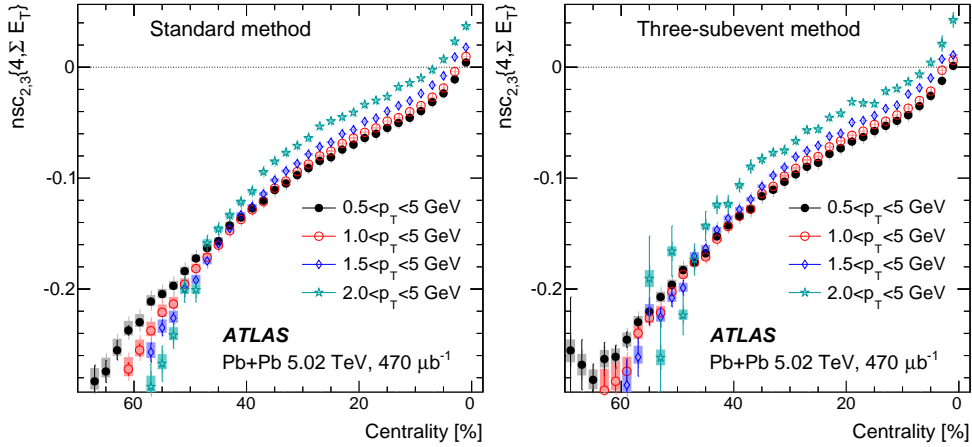 Standard method
nsc2,3{4,Σ ET}
0
-0.1
-0.2
0.5<pT<5 GeV
1.0<pT<5 GeV
1.5<pT<5 GeV
2.0<pT<5 GeV
ATLAS
Pb+Pb 5.02 TeV, 470 μb-1
60 40 20 0
Centrality [%]
Three-subevent method
nsc2,3{4,Σ ET}
0
-0.1
-0.2
0.5<pT<5 GeV
1.0<pT<5 GeV
1.5<pT<5 GeV
2.0<pT<5 GeV
ATLAS
Pb+Pb 5.02 TeV, 470 μb-1
60 40 20 0
Centrality [%]